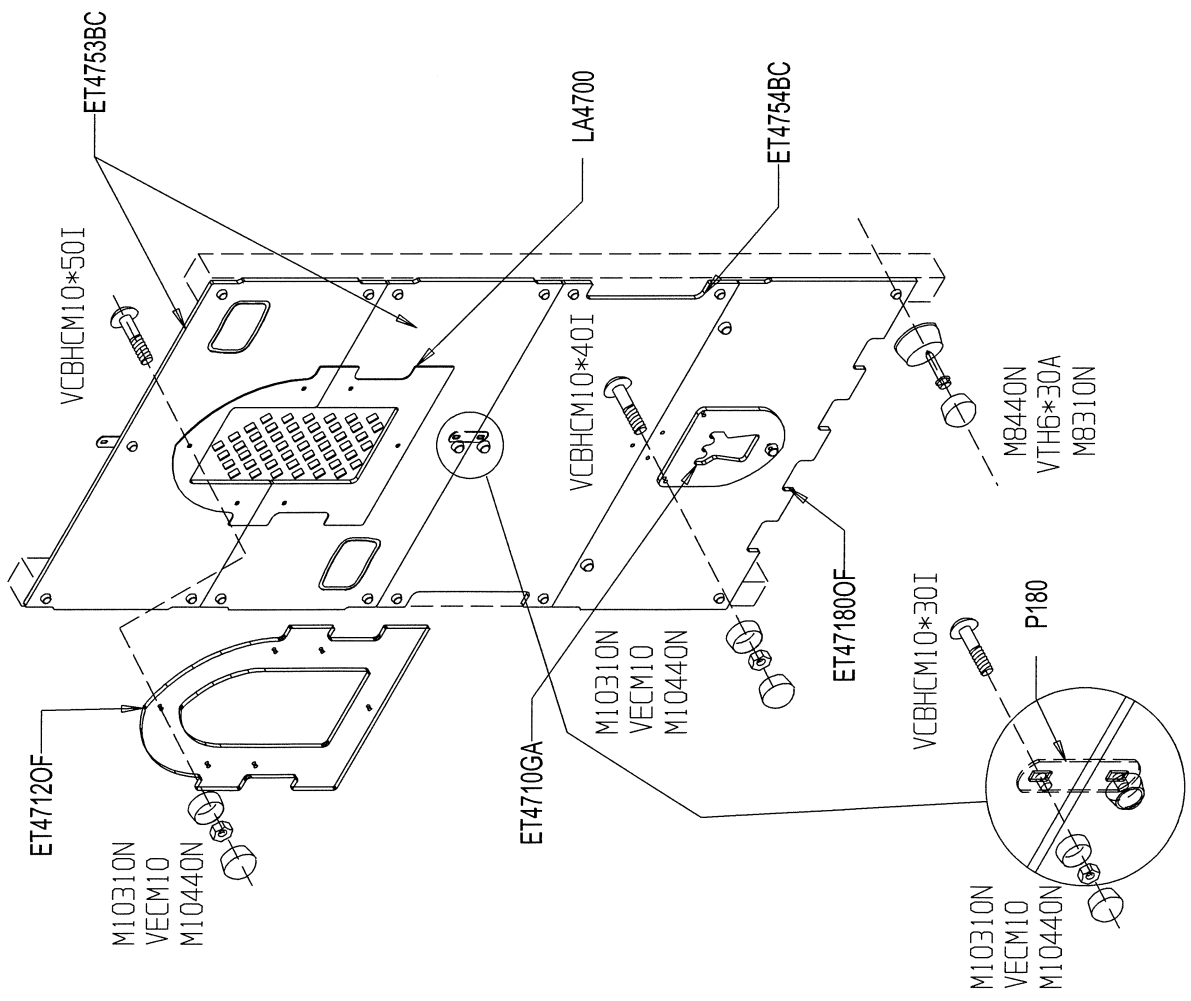 ET4753BC
VCBHCM10*50I
LA4700
ET4754BC
VCBHCM10*40I
M8440N
VTH6*30A
M8310N
ET4712OF
M10310N
VECM10
M10440N
ET4710GA
M10310N
VECM10
M10440N
ET47180OF
VCBHCM10*30I
P180
M10310N
VECM10
M10440N